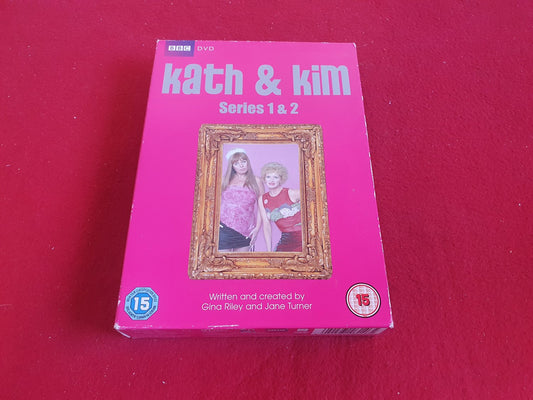 BBC DVD
kath & kim
Series 1 & 2
Written and created by
Gina Riley and Jane Turner
15
15